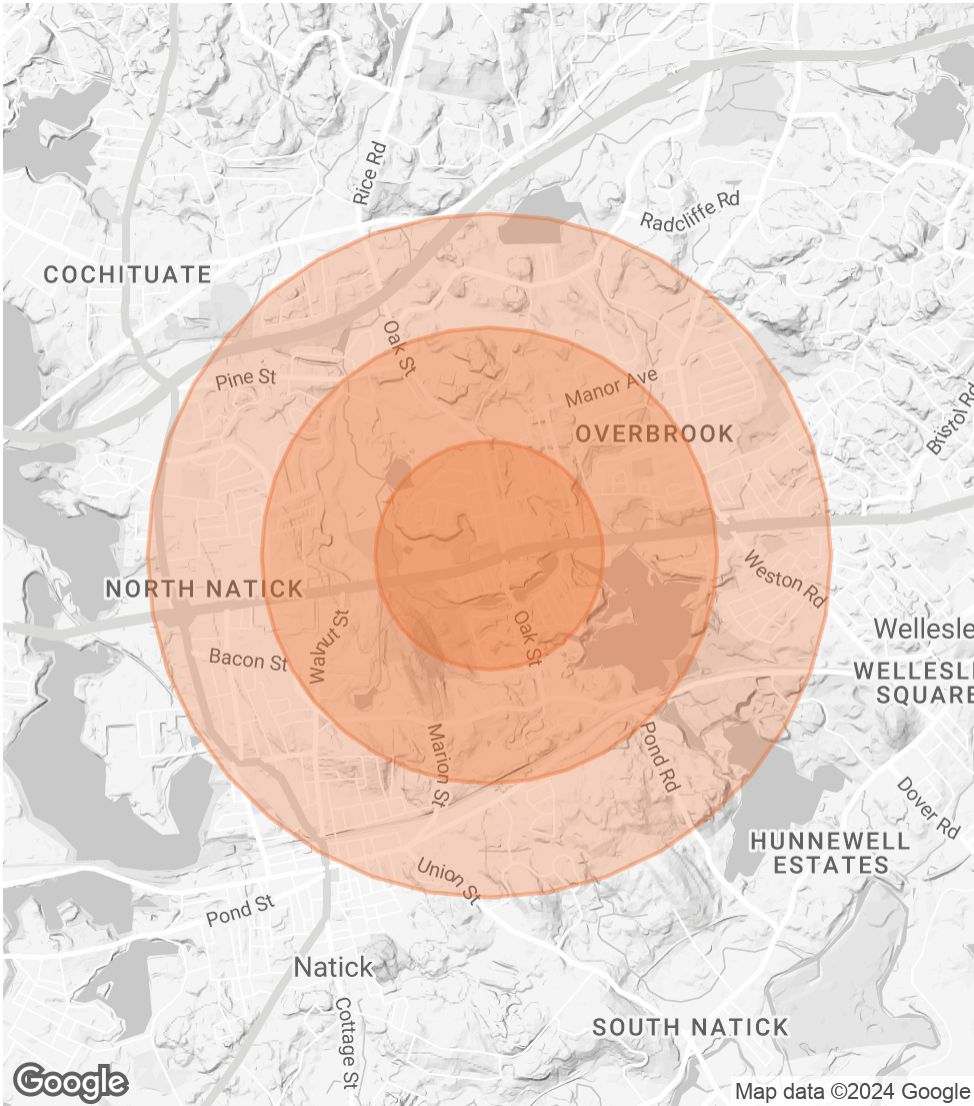 Rice Rd
Radcliffe Rd
COCHITUATE
Oak St
Pine St
Manor Ave
Bristol Rd
OVERBROOK
Weston Rd
NORTH NATICK
Walnut St
Oak St
Wellesle
Bacon St
WELLESLE
SQUARE
Marion St
Pond Rd
Dover Rd
HUNNEWELL
ESTATES
Union St
Pond St
Natick
Cottage St
SOUTH NATICK
Google
Map data ©2024 Google